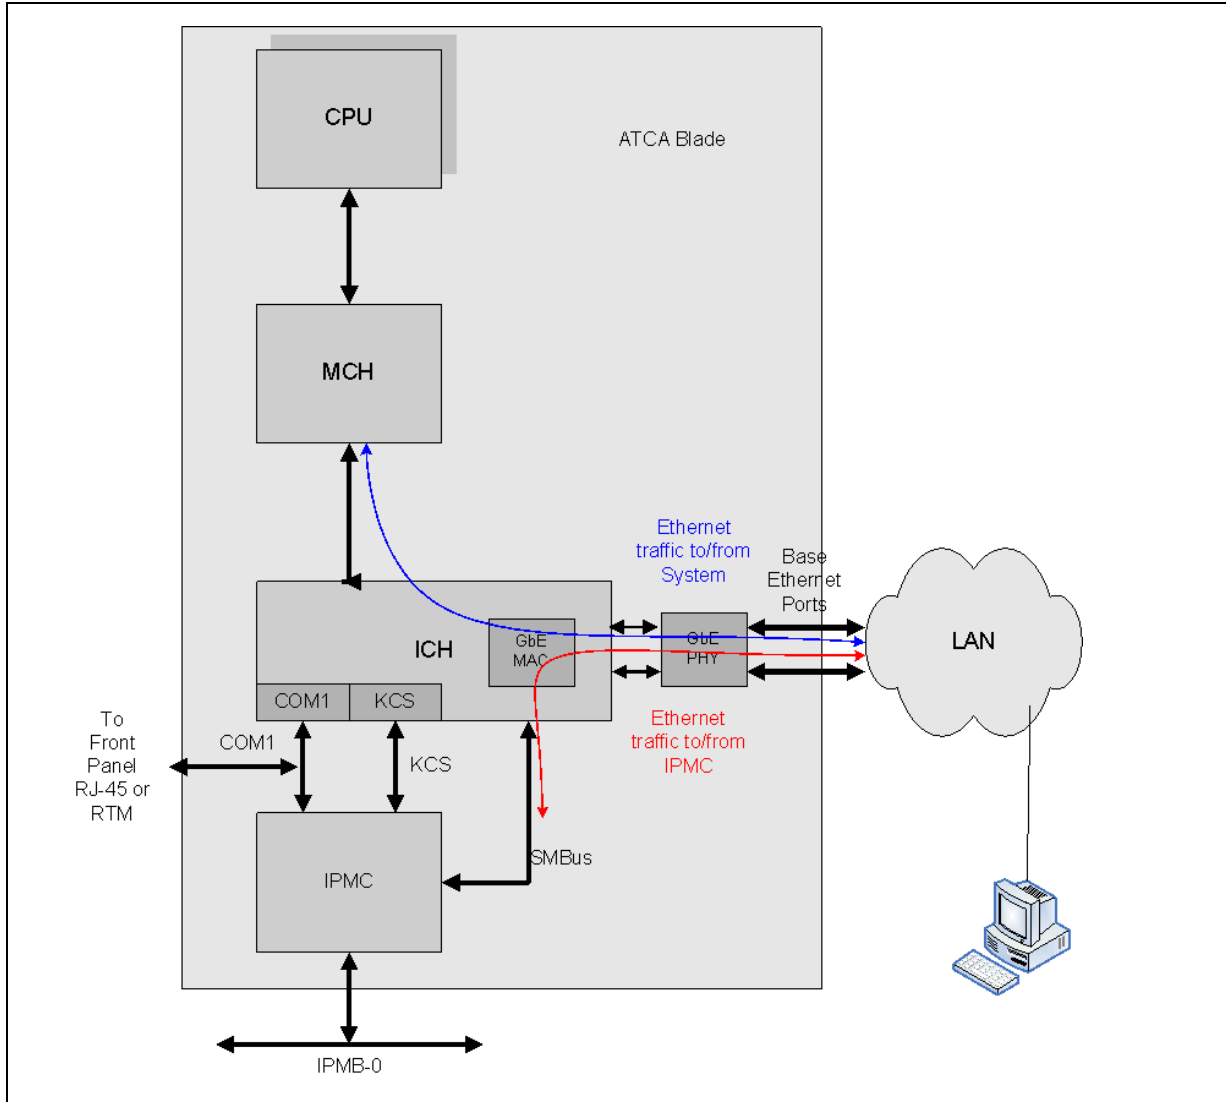 CPU
ATCA Blade
MCH
Ethernet
traffic to/from
System
Base
Ethernet
Ports
GbE
MAC
GbE
PHY
ICH
LAN
COM1
KCS
To
Front
Panel
RJ-45 or
RTM
COM1
KCS
Ethernet
traffic to/from
IPMC
SMBus
IPMC
IPMB-0